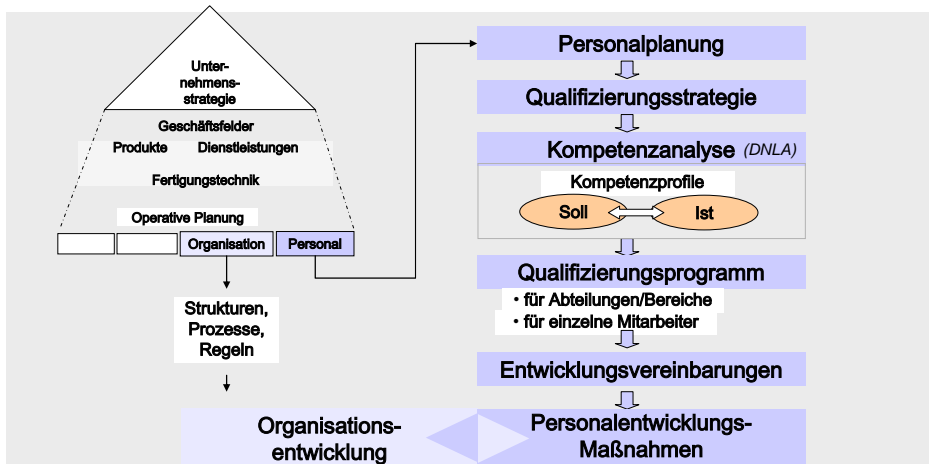 Unter-
nehmens-
strategie
Geschäftsfelder
Produkte Dienstleistungen
Fertigungstechnik
Operative Planung
Organisation Personal
Strukturen,
Prozesse,
Regeln
Organisations-
entwicklung
Personalplanung
Qualifizierungsstrategie
Kompetenzanalyse (DNLA)
Kompetenzprofile
Soll Ist
Qualifizierungsprogramm
• für Abteilungen/Bereiche
• für einzelne Mitarbeiter
Entwicklungsvereinbarungen
Personalentwicklungs-
Maßnahmen